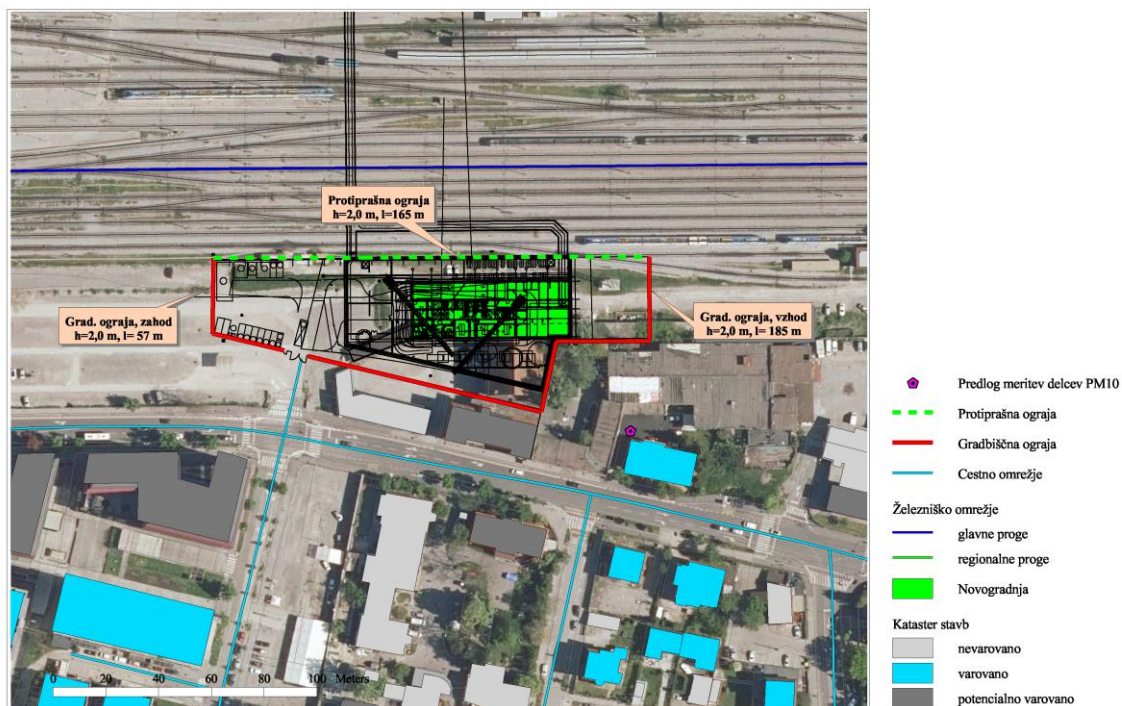 Protiprašna ograja
h=2,0 m, l=165 m
Grad. ograja, zahod
h=2,0 m, l= 57 m
Grad. ograja, vzhod
h=2,0 m, l= 185 m
Predlog meritev delcev PM10
Protiprašna ograja
Gradbiščna ograja
Cestno omrežje
Železniško omrežje
glavne proge
regionalne proge
Novogradnja
Kataster stavb
nevarovano
varovano
potencialno varovano
0 20 40 60 80 100 Meters